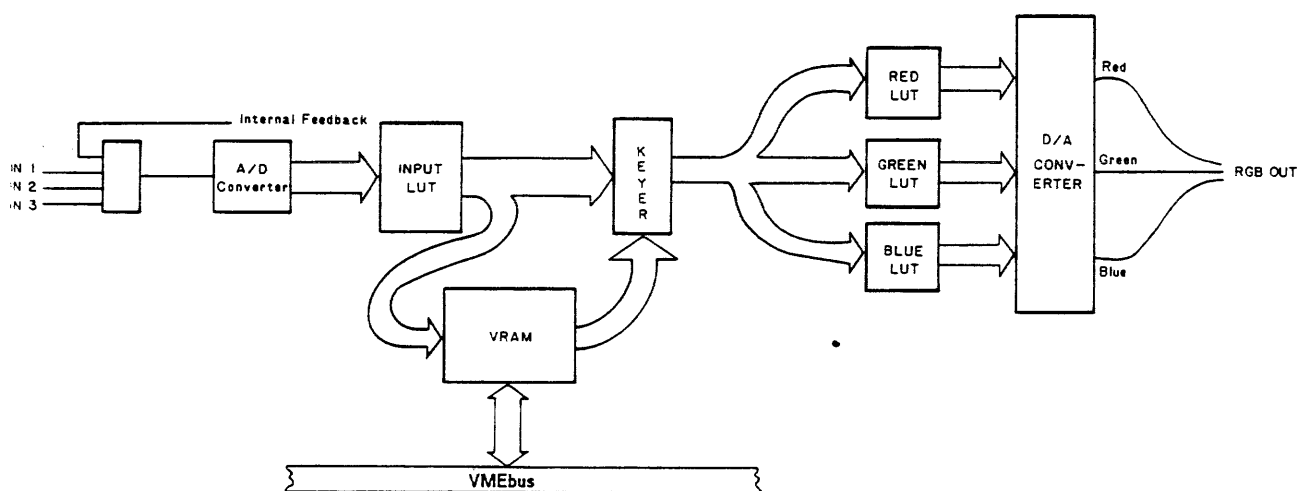 Internal Feedback
IN 1
IN 2
IN 3
A/D
Converter
INPUT
LUT
KEYER
VRAM
VMEbus
RED
LUT
GREEN
LUT
BLUE
LUT
D/A
CONV-
ERTER
Red
Green
Blue
RGB OUT